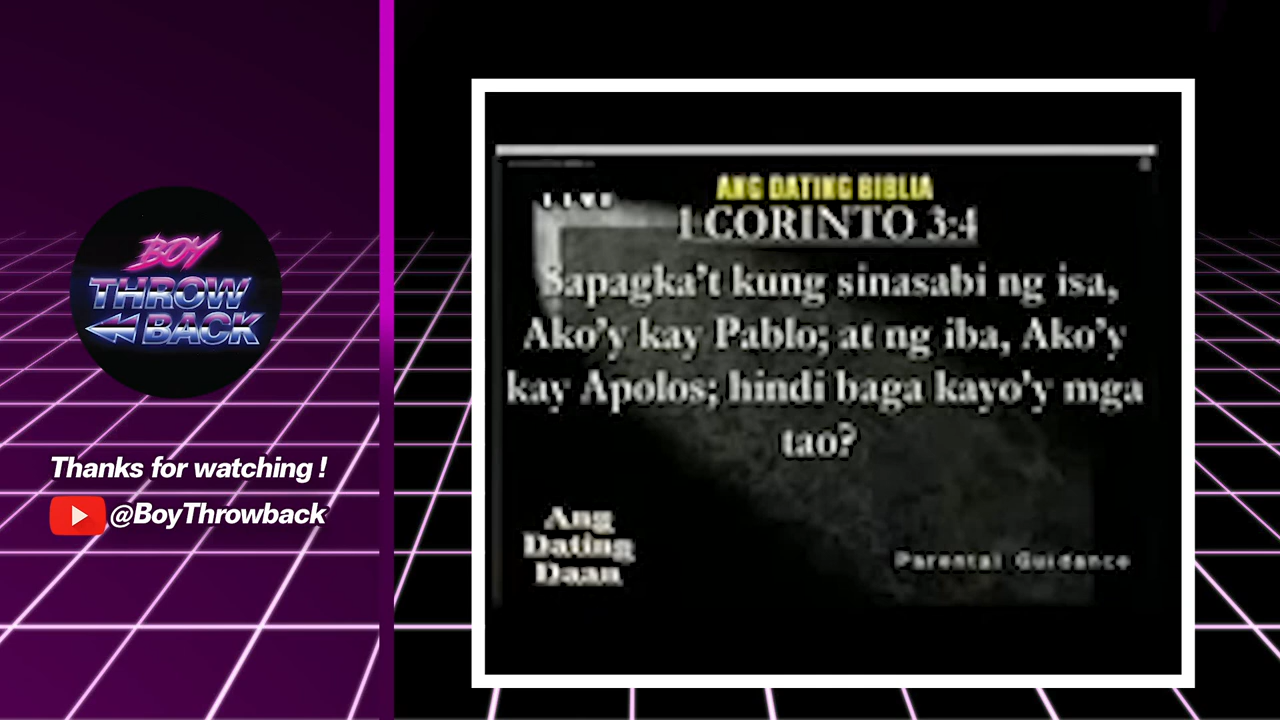 BOY
THROW
BACK
Thanks for watching !
@BoyThrowback
ANG DATING BIBLIA
LIVE
1 CORINTO 3:4
Sapagka't kung sinasabi ng isa,
Ako'y kay Pablo; at ng iba, Ako'y
kay Apolos; hindi baga kayo'y mga
tao?
Ang
Dating
Daan
Parental Guidance